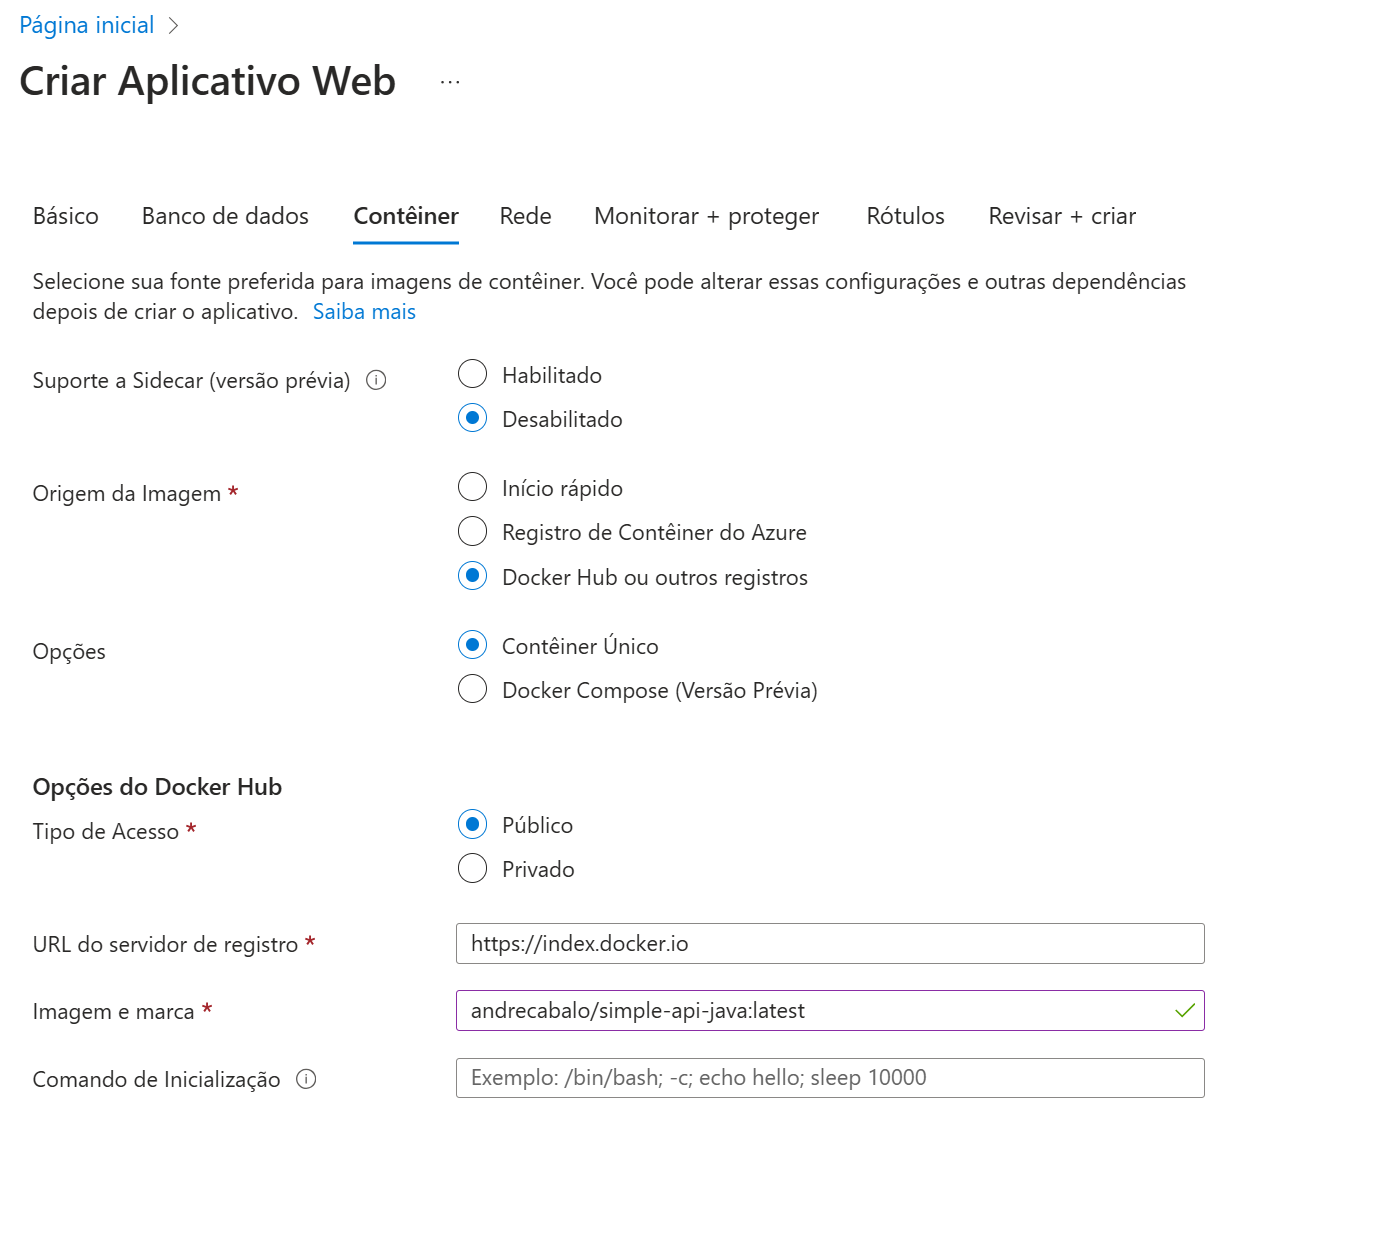 Página inicial
Criar Aplicativo Web ...
Básico Banco de dados Contêiner Rede Monitorar + proteger Rótulos Revisar + criar
Selecione sua fonte preferida para imagens de contêiner. Você pode alterar essas configurações e outras dependências
depois de criar o aplicativo. Saiba mais
Suporte a Sidecar (versão prévia)
Habilitado
Desabilitado
Origem da Imagem *
Início rápido
Registro de Contêiner do Azure
Docker Hub ou outros registros
Opções
Contêiner Único
Docker Compose (Versão Prévia)
Opções do Docker Hub
Tipo de Acesso *
Público
Privado
URL do servidor de registro *
https://index.docker.io
Imagem e marca *
andrecabalo/simple-api-java:latest
Comando de Inicialização
Exemplo: /bin/bash; -c; echo hello; sleep 10000